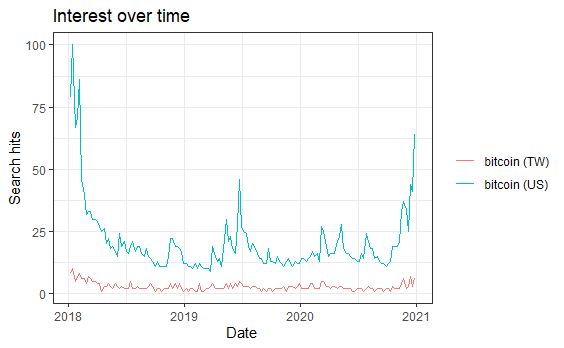 Interest over time
100
75
50
25
0
Search hits
2018
2019
2020
2021
Date
bitcoin (TW)
bitcoin (US)